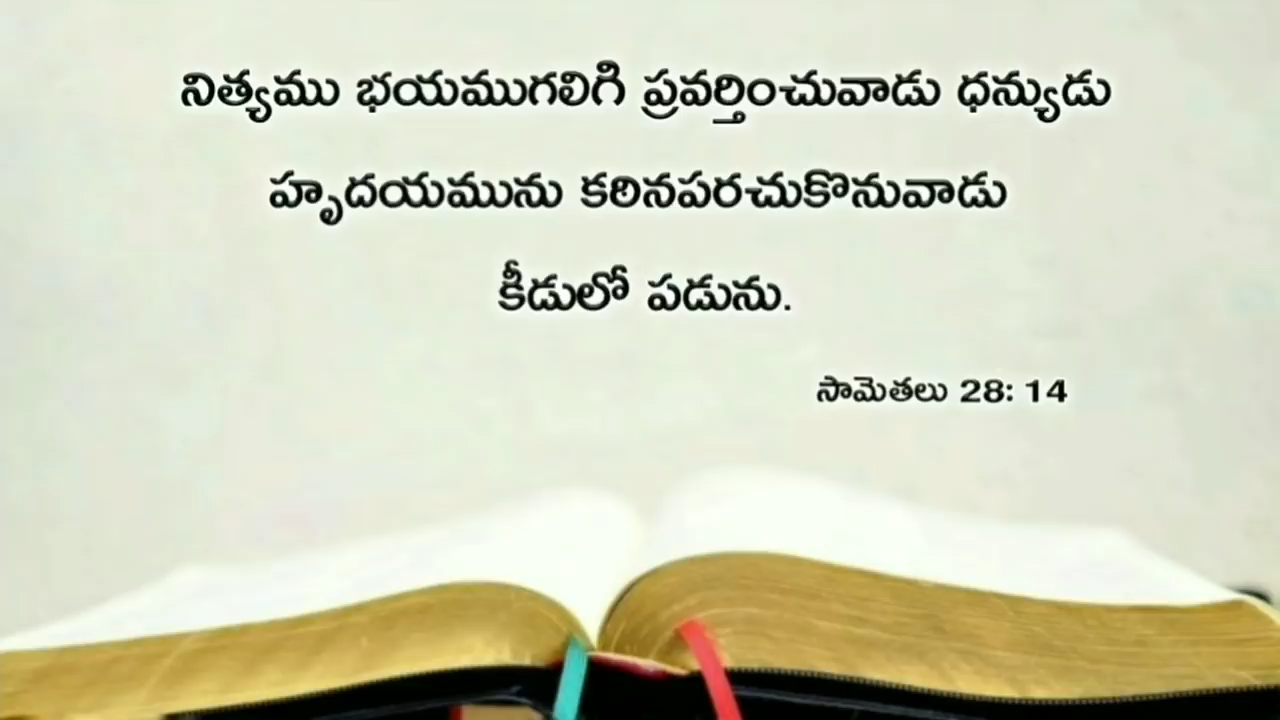 నిత్యము భయముగలిగి ప్రవర్తించువాడు ధన్యుడు
హృదయమును కఠినపరచుకొనువాడు
కీడులో పడును.
సామెతలు 28: 14